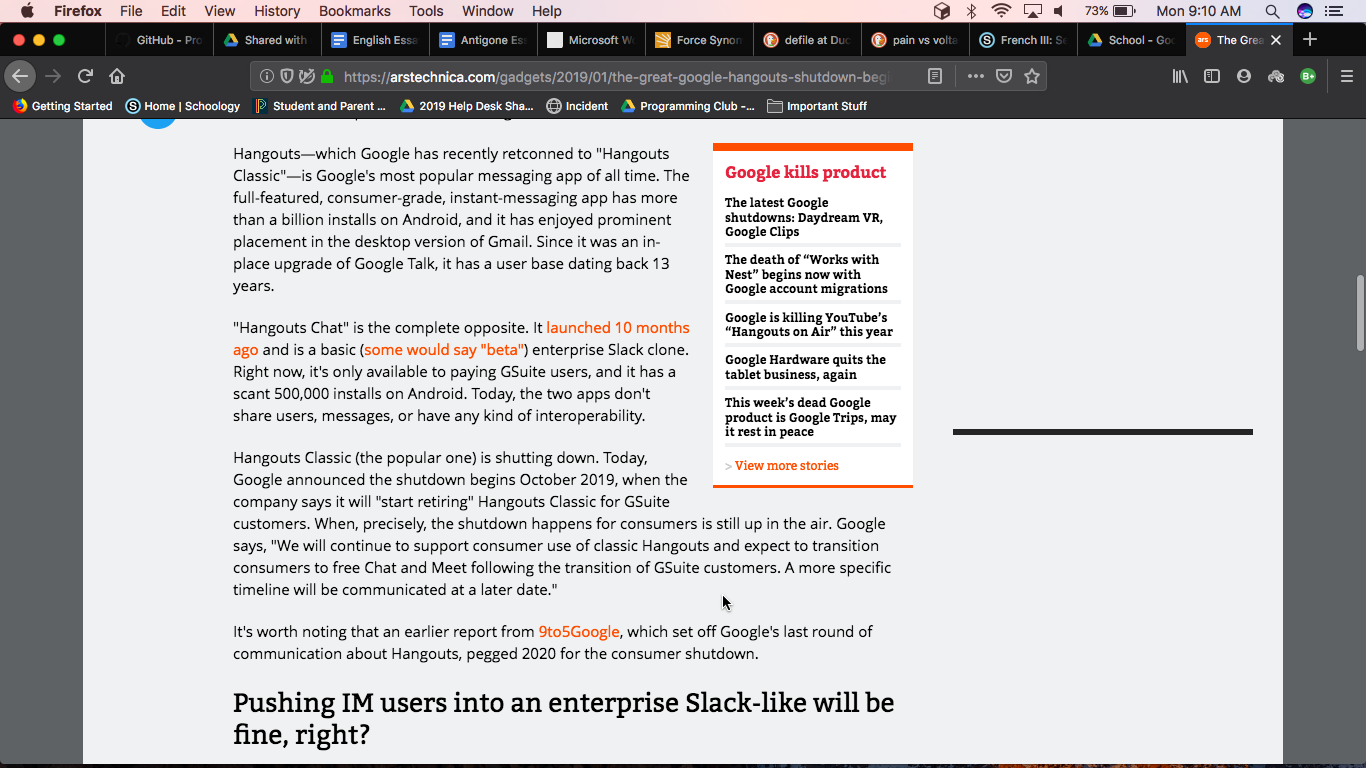 Firefox File Edit View History Bookmarks Tools Window Help 73% Mon 9:10 AM
GitHub - Pro Shared with English Essa Antigone Ess Microsoft Wo Force Synon defile at Duc pain vs volta French III: Se School - Goo The Grea
https://arstechnica.com/gadgets/2019/01/the-great-google-hangouts-shutdown-begi
Getting Started Home | Schoology Student and Parent ... 2019 Help Desk Sha... Incident Programming Club -... Important Stuff
Hangouts—which Google has recently retconned to "Hangouts
Classic"—is Google's most popular messaging app of all time. The
full-featured, consumer-grade, instant-messaging app has more
than a billion installs on Android, and it has enjoyed prominent
placement in the desktop version of Gmail. Since it was an in-
place upgrade of Google Talk, it has a user base dating back 13
years.
"Hangouts Chat" is the complete opposite. It launched 10 months
ago and is a basic (some would say "beta") enterprise Slack clone.
Right now, it's only available to paying GSuite users, and it has a
scant 500,000 installs on Android. Today, the two apps don't
share users, messages, or have any kind of interoperability.
Hangouts Classic (the popular one) is shutting down. Today,
Google announced the shutdown begins October 2019, when the
company says it will "start retiring" Hangouts Classic for GSuite
customers. When, precisely, the shutdown happens for consumers is still up in the air. Google
says, "We will continue to support consumer use of classic Hangouts and expect to transition
consumers to free Chat and Meet following the transition of GSuite customers. A more specific
timeline will be communicated at a later date."
It's worth noting that an earlier report from 9to5Google, which set off Google's last round of
communication about Hangouts, pegged 2020 for the consumer shutdown.
Pushing IM users into an enterprise Slack-like will be
fine, right?
Google kills product
The latest Google
shutdowns: Daydream VR,
Google Clips
The death of “Works with
Nest” begins now with
Google account migrations
Google is killing YouTube’s
“Hangouts on Air” this year
Google Hardware quits the
tablet business, again
This week’s dead Google
product is Google Trips, may
it rest in peace
> View more stories